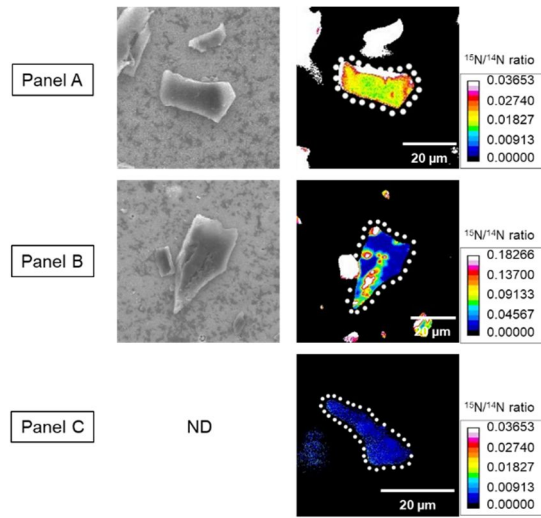 Panel A
¹⁵N/¹⁴N ratio
0.03653
0.02740
0.01827
0.00913
0.00000
20 µm
Panel B
¹⁵N/¹⁴N ratio
0.18266
0.13700
0.09133
0.04567
0.00000
20 µm
Panel C
ND
¹⁵N/¹⁴N ratio
0.03653
0.02740
0.01827
0.00913
0.00000
20 µm